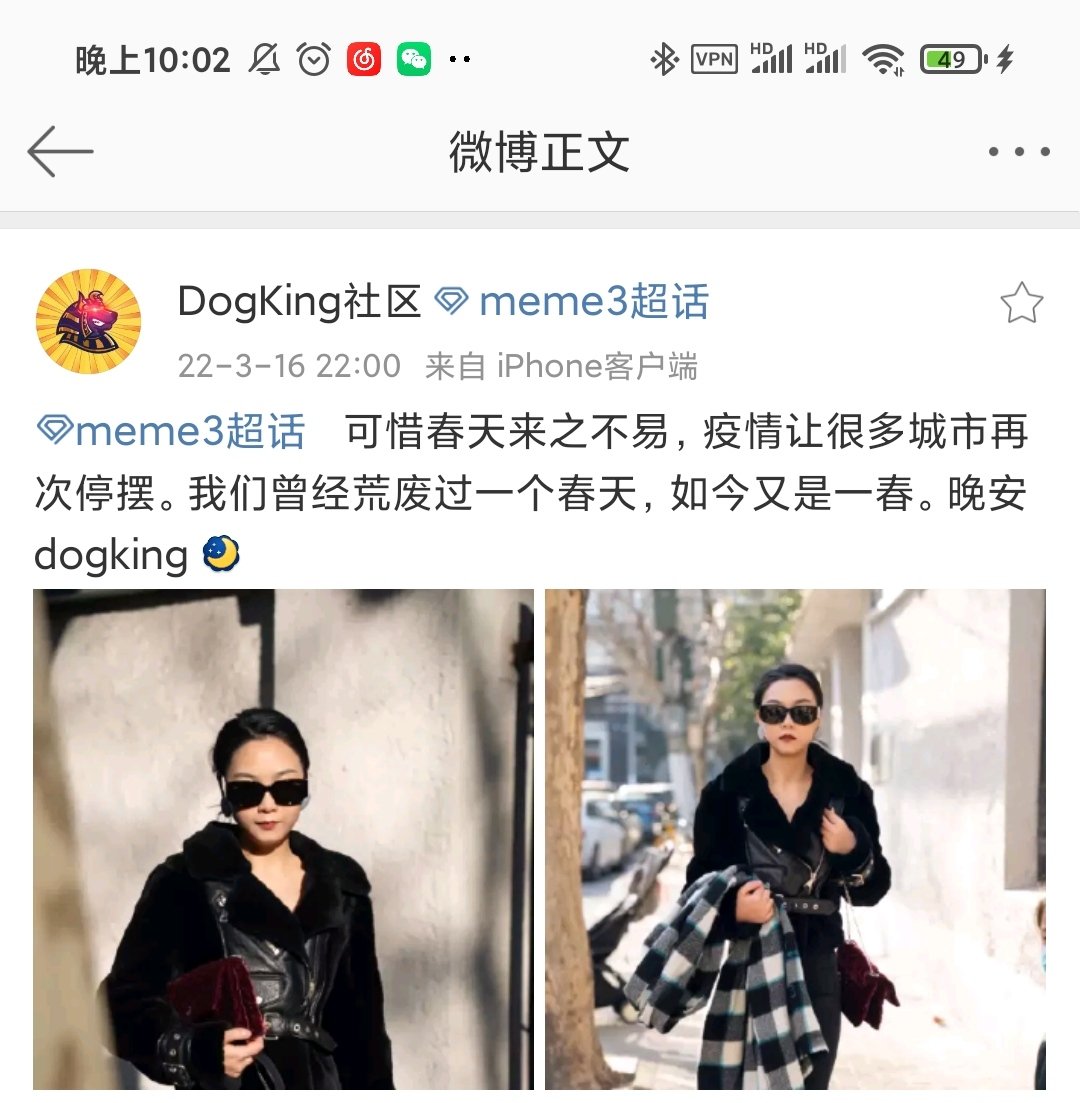 晚上10:02 VPN HD HD 49
微博正文
DogKing社区 meme3超话
22-3-16 22:00 来自 iPhone客户端
meme3超话 可惜春天来之不易，疫情让很多城市再
次停摆。我们曾经荒废过一个春天，如今又是一春。晚安
dogking